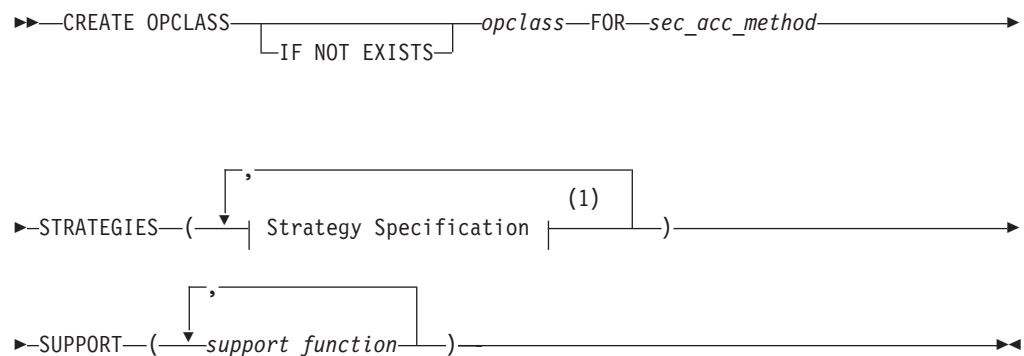 CREATE OPCLASS opclass FOR sec_acc_method
IF NOT EXISTS
,
(1)
STRATEGIES ( Strategy Specification )
,
SUPPORT ( support function )